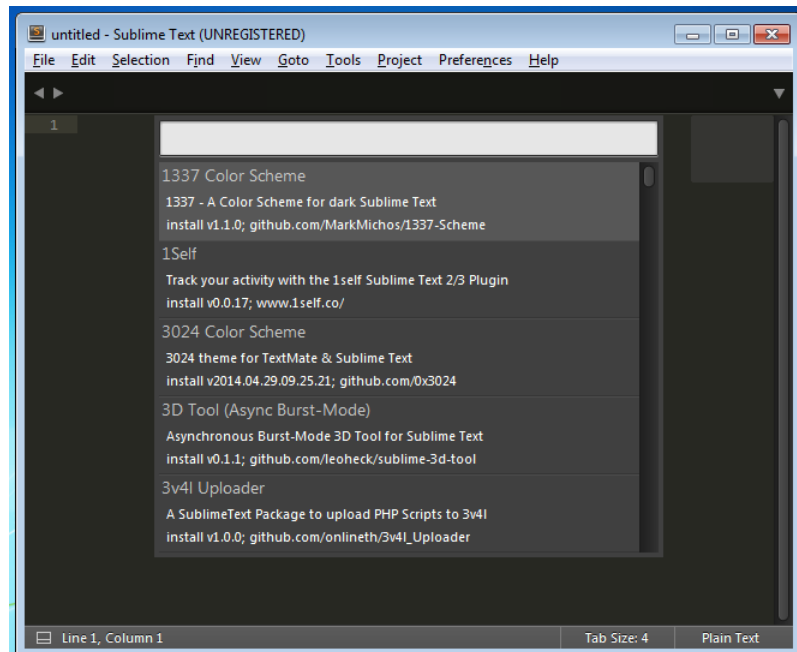 untitled - Sublime Text (UNREGISTERED)
File Edit Selection Find View Goto Tools Project Preferences Help
1
1337 Color Scheme
1337 - A Color Scheme for dark Sublime Text
install v1.1.0; github.com/MarkMichos/1337-Scheme
1Self
Track your activity with the 1self Sublime Text 2/3 Plugin
install v0.0.17; www.1self.co/
3024 Color Scheme
3024 theme for TextMate & Sublime Text
install v2014.04.29.09.25.21; github.com/0x3024
3D Tool (Async Burst-Mode)
Asynchronous Burst-Mode 3D Tool for Sublime Text
install v0.1.1; github.com/leoheck/sublime-3d-tool
3v4l Uploader
A SublimeText Package to upload PHP Scripts to 3v4l
install v1.0.0; github.com/onlineth/3v4l_Uploader
Line 1, Column 1 Tab Size: 4 Plain Text